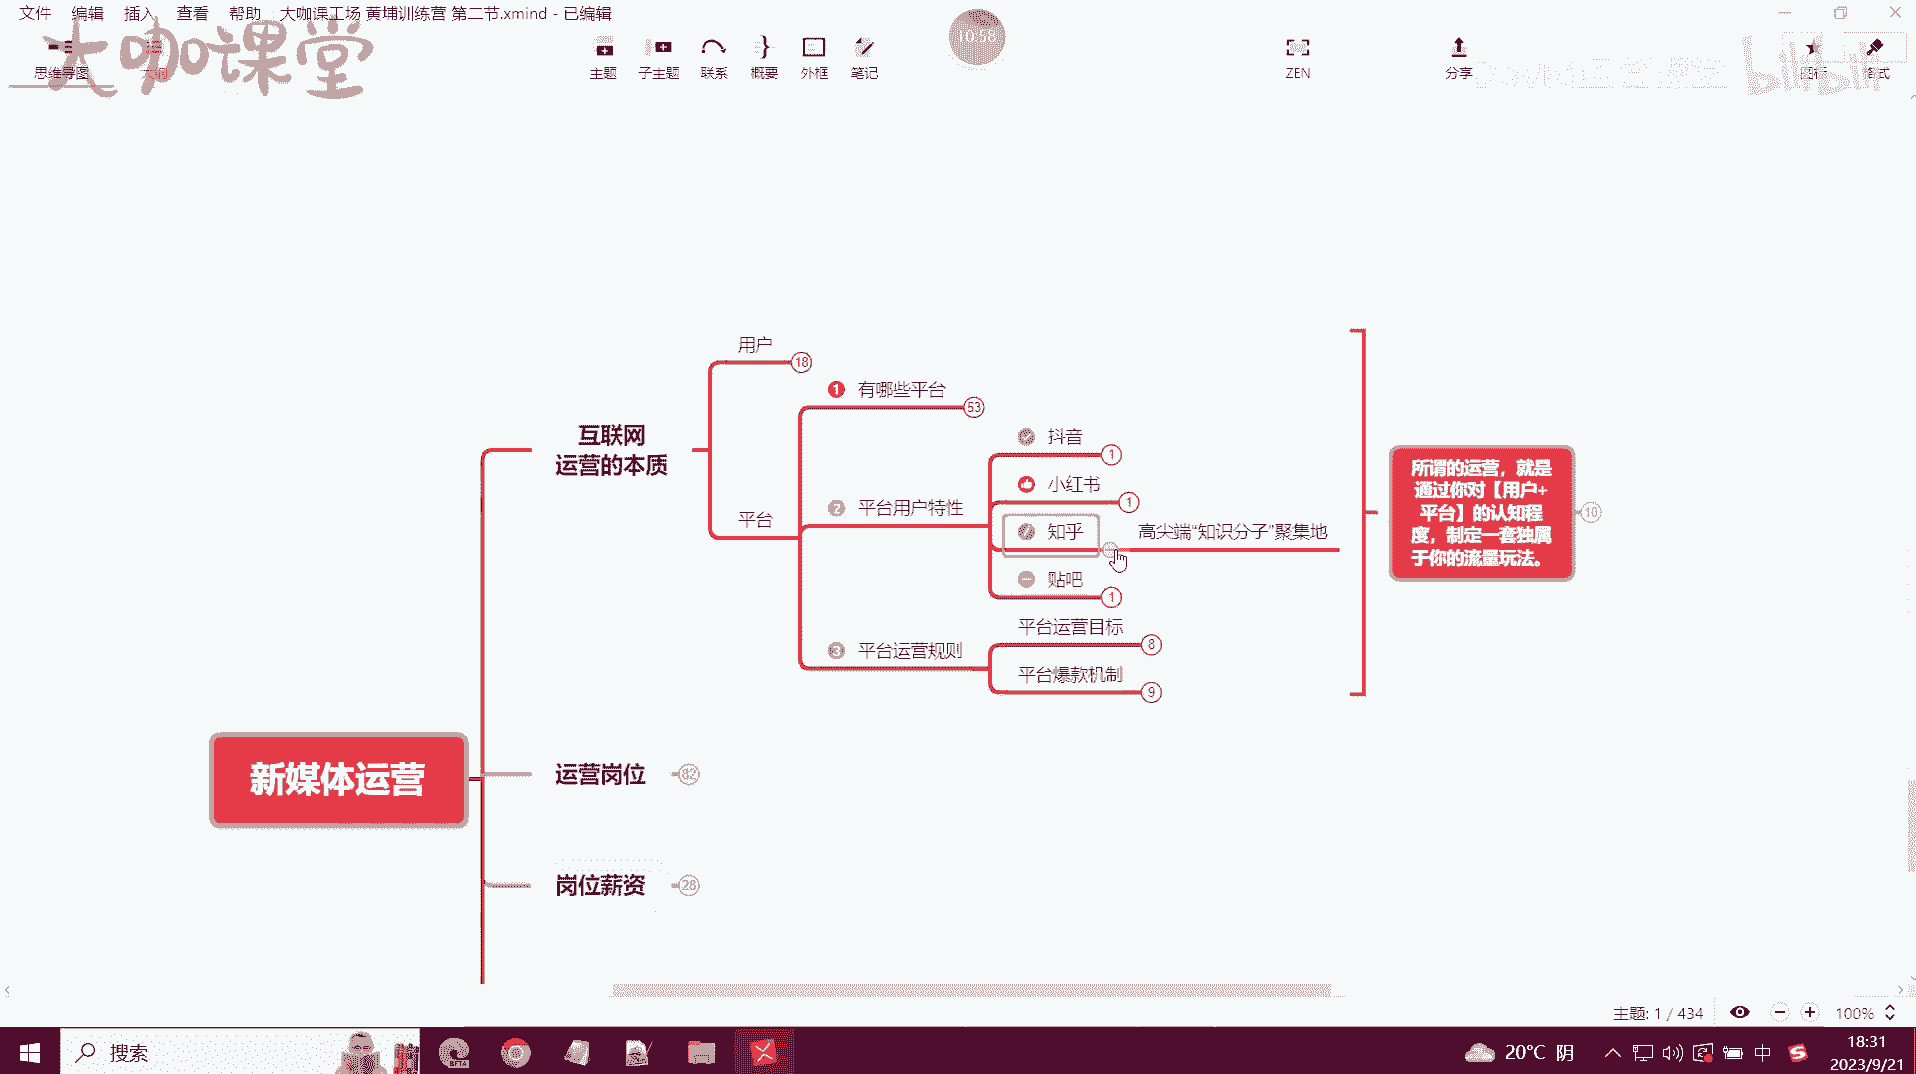 文件 编辑 插入 查看 帮助 大咖课工场 黄埔训练营 第二节.xmind - 已编辑
大咖课堂
思维导图 大纲
主题 子主题 联系 概要 外框 笔记
10:58
ZEN
分享
图标 格式
bilibili
用户
18
1 有哪些平台
53
互联网
运营的本质
抖音
1
小红书
1
2 平台用户特性
平台
知乎
高尖端“知识分子”聚集地
贴吧
1
平台运营目标
8
3 平台运营规则
平台爆款机制
9
所谓的运营，就是
通过你对【用户+
平台】的认知程
度，制定一套独属
于你的流量玩法。
10
新媒体运营
运营岗位
82
岗位薪资
28
主题: 1 / 434
100%
搜索
BETA
20°C 阴
中
18:31
2023/9/21